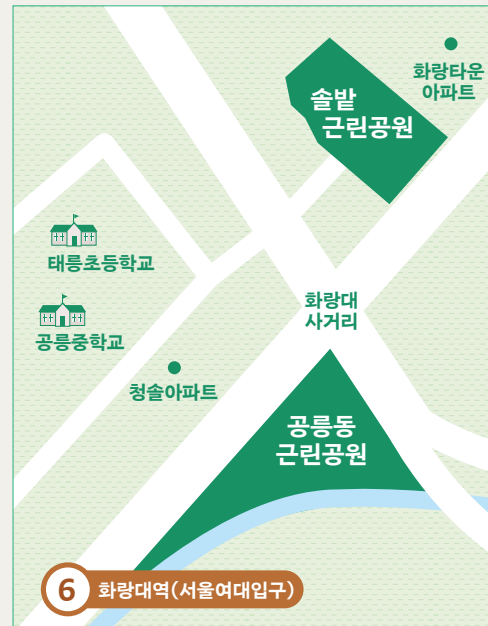 화랑타운
아파트
솔밭
근린공원
태릉초등학교
화랑대
사거리
공릉중학교
청솔아파트
공릉동
근린공원
6 화랑대역(서울여대입구)